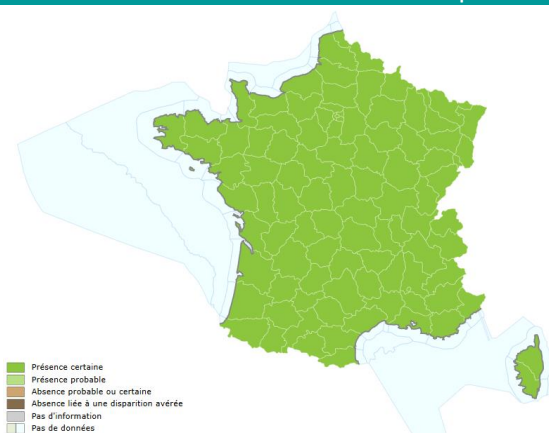 Présence certaine
Présence probable
Absence probable ou certaine
Absence liée à une disparition avérée
Pas d'information
Pas de données